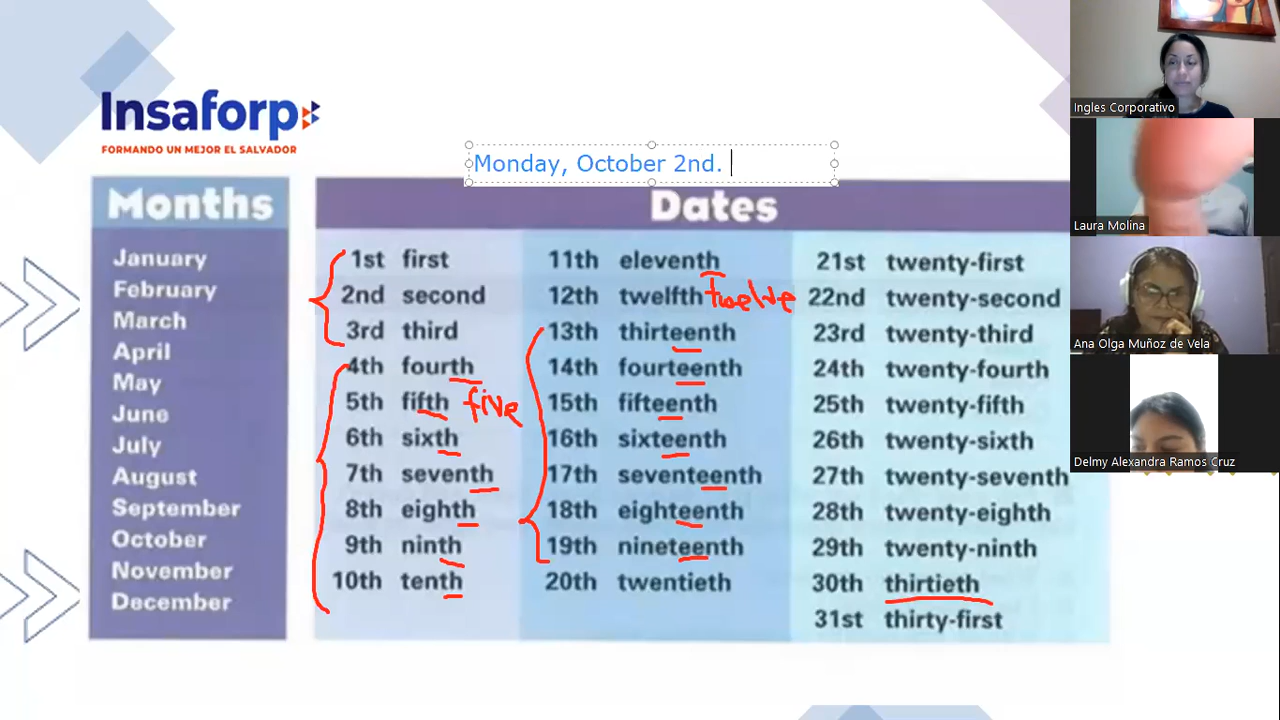 Insaforp
FORMANDO UN MEJOR EL SALVADOR
Monday, October 2nd.
Months
January
February
March
April
May
June
July
August
September
October
November
December
Dates
1st first
2nd second
3rd third
4th fourth
5th fifth five
6th sixth
7th seventh
8th eighth
9th ninth
10th tenth
11th eleventh
12th twelfth twelve
13th thirteenth
14th fourteenth
15th fifteenth
16th sixteenth
17th seventeenth
18th eighteenth
19th nineteenth
20th twentieth
21st twenty-first
22nd twenty-second
23rd twenty-third
24th twenty-fourth
25th twenty-fifth
26th twenty-sixth
27th twenty-seventh
28th twenty-eighth
29th twenty-ninth
30th thirtieth
31st thirty-first
Ingles Corporativo
Laura Molina
Ana Olga Muñoz de Vela
Delmy Alexandra Ramos Cruz